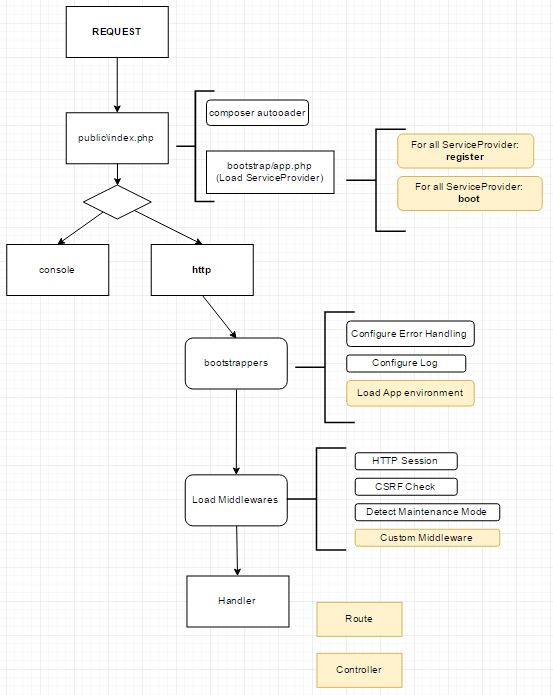 REQUEST
public\index.php
composer autooader
bootstrap/app.php
(Load ServiceProvider)
For all ServiceProvider:
register
For all ServiceProvider:
boot
console
http
bootstrappers
Configure Error Handling
Configure Log
Load App environment
Load Middlewares
HTTP Session
CSRF Check
Detect Maintenance Mode
Custom Middleware
Handler
Route
Controller